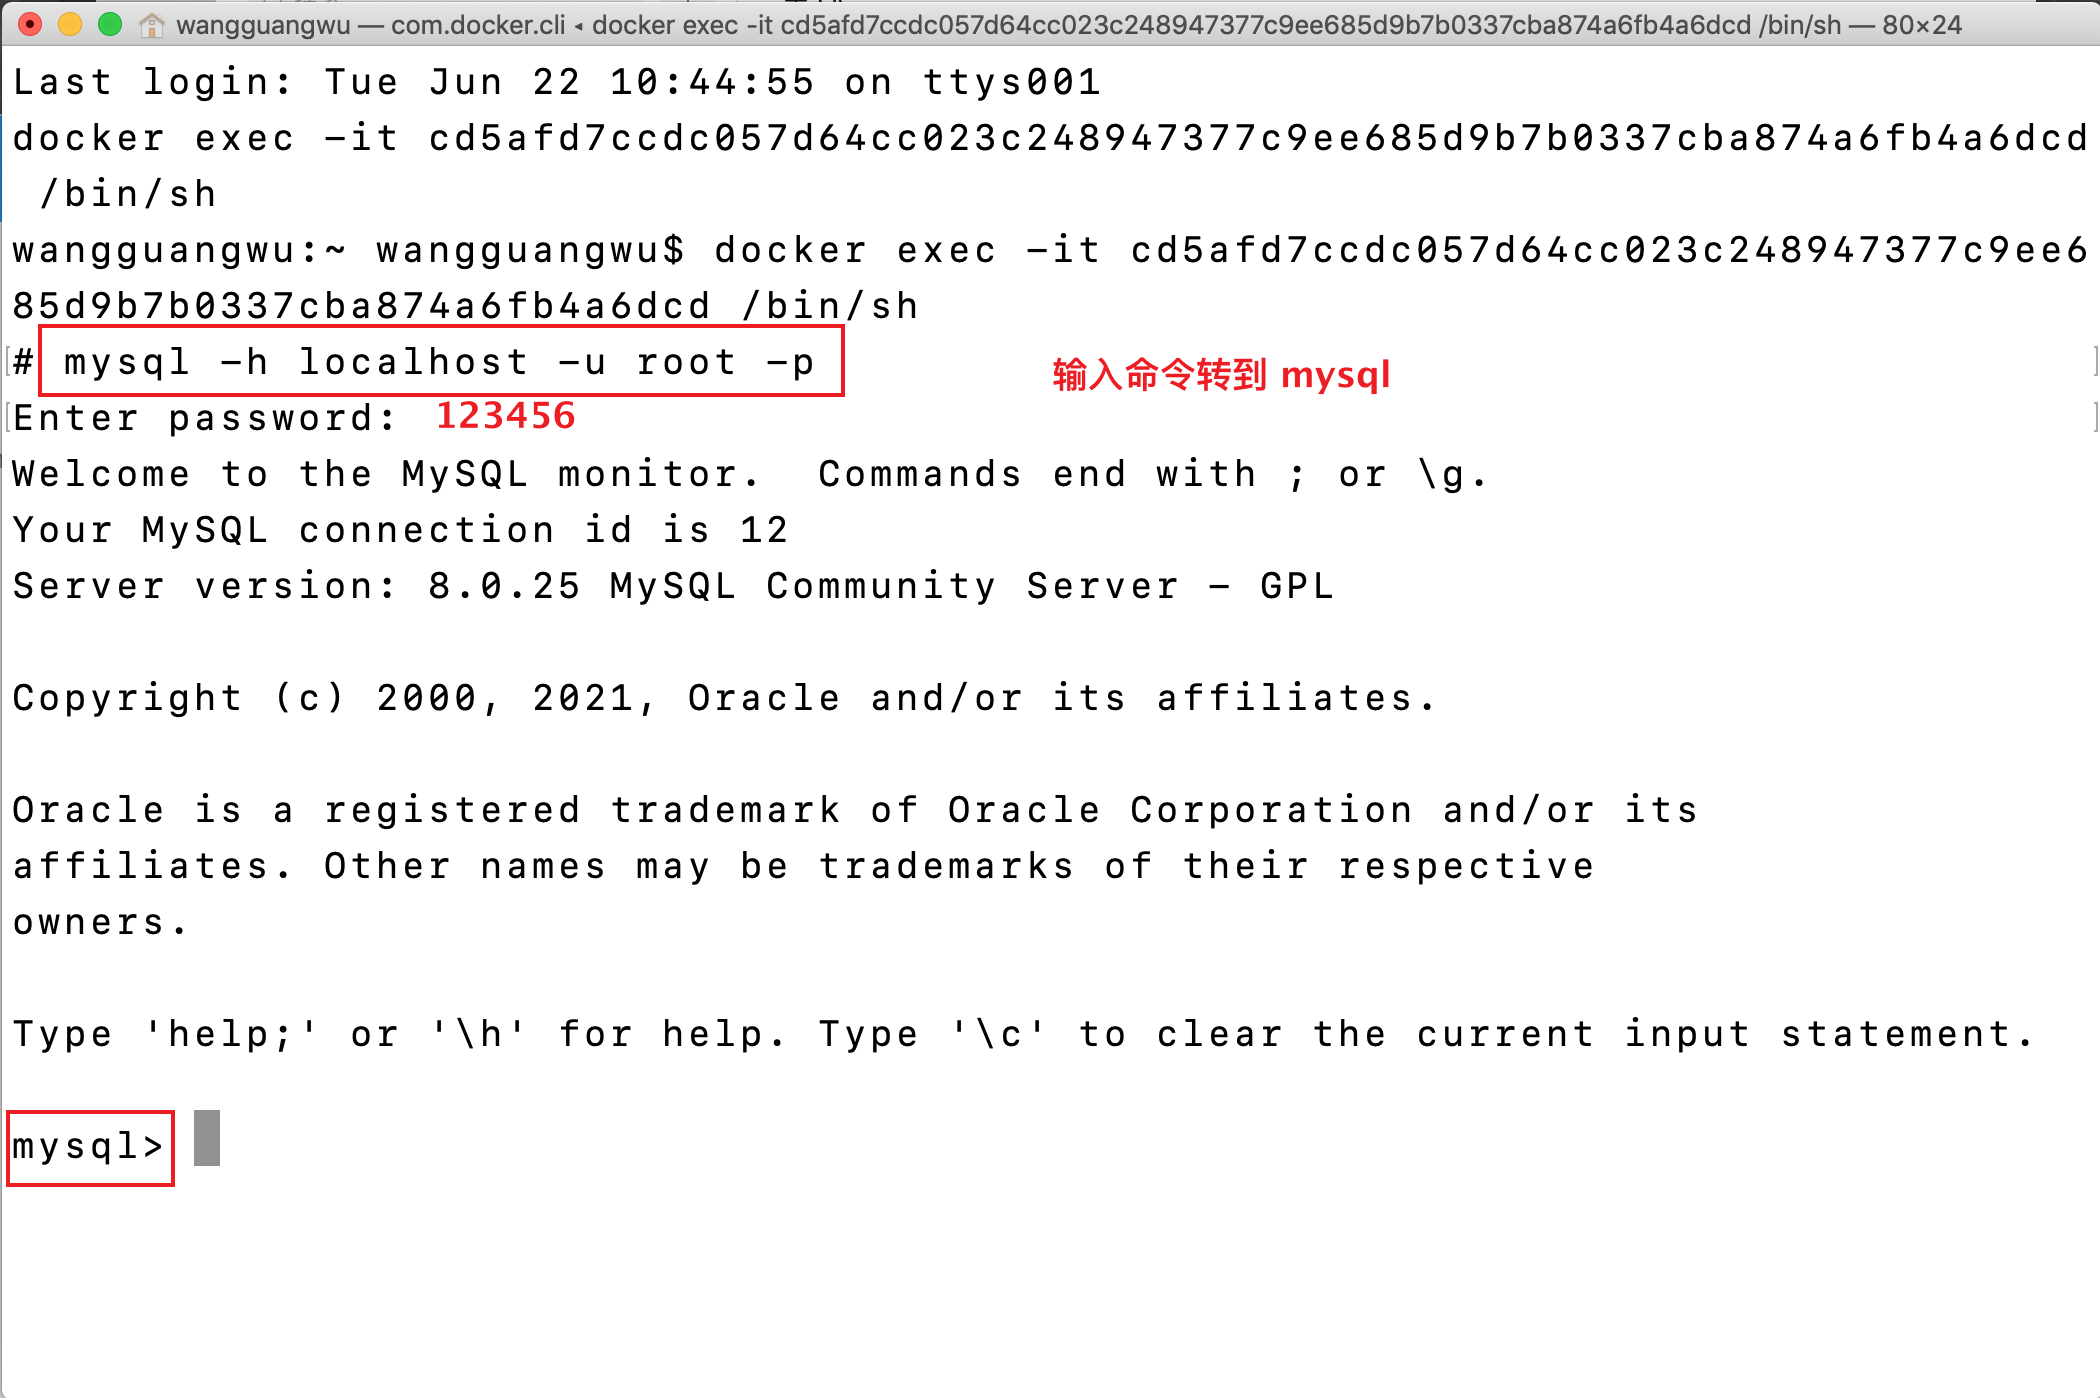 wangguangwu — com.docker.cli ◂ docker exec -it cd5afd7ccdc057d64cc023c248947377c9ee685d9b7b0337cba874a6fb4a6dcd /bin/sh — 80×24
Last login: Tue Jun 22 10:44:55 on ttys001
docker exec -it cd5afd7ccdc057d64cc023c248947377c9ee685d9b7b0337cba874a6fb4a6dcd
 /bin/sh
wangguangwu:~ wangguangwu$ docker exec -it cd5afd7ccdc057d64cc023c248947377c9ee6
85d9b7b0337cba874a6fb4a6dcd /bin/sh
# mysql -h localhost -u root -p 输入命令转到 mysql
Enter password: 123456
Welcome to the MySQL monitor.  Commands end with ; or \g.
Your MySQL connection id is 12
Server version: 8.0.25 MySQL Community Server - GPL
Copyright (c) 2000, 2021, Oracle and/or its affiliates.
Oracle is a registered trademark of Oracle Corporation and/or its
affiliates. Other names may be trademarks of their respective
owners.
Type 'help;' or '\h' for help. Type '\c' to clear the current input statement.
mysql>